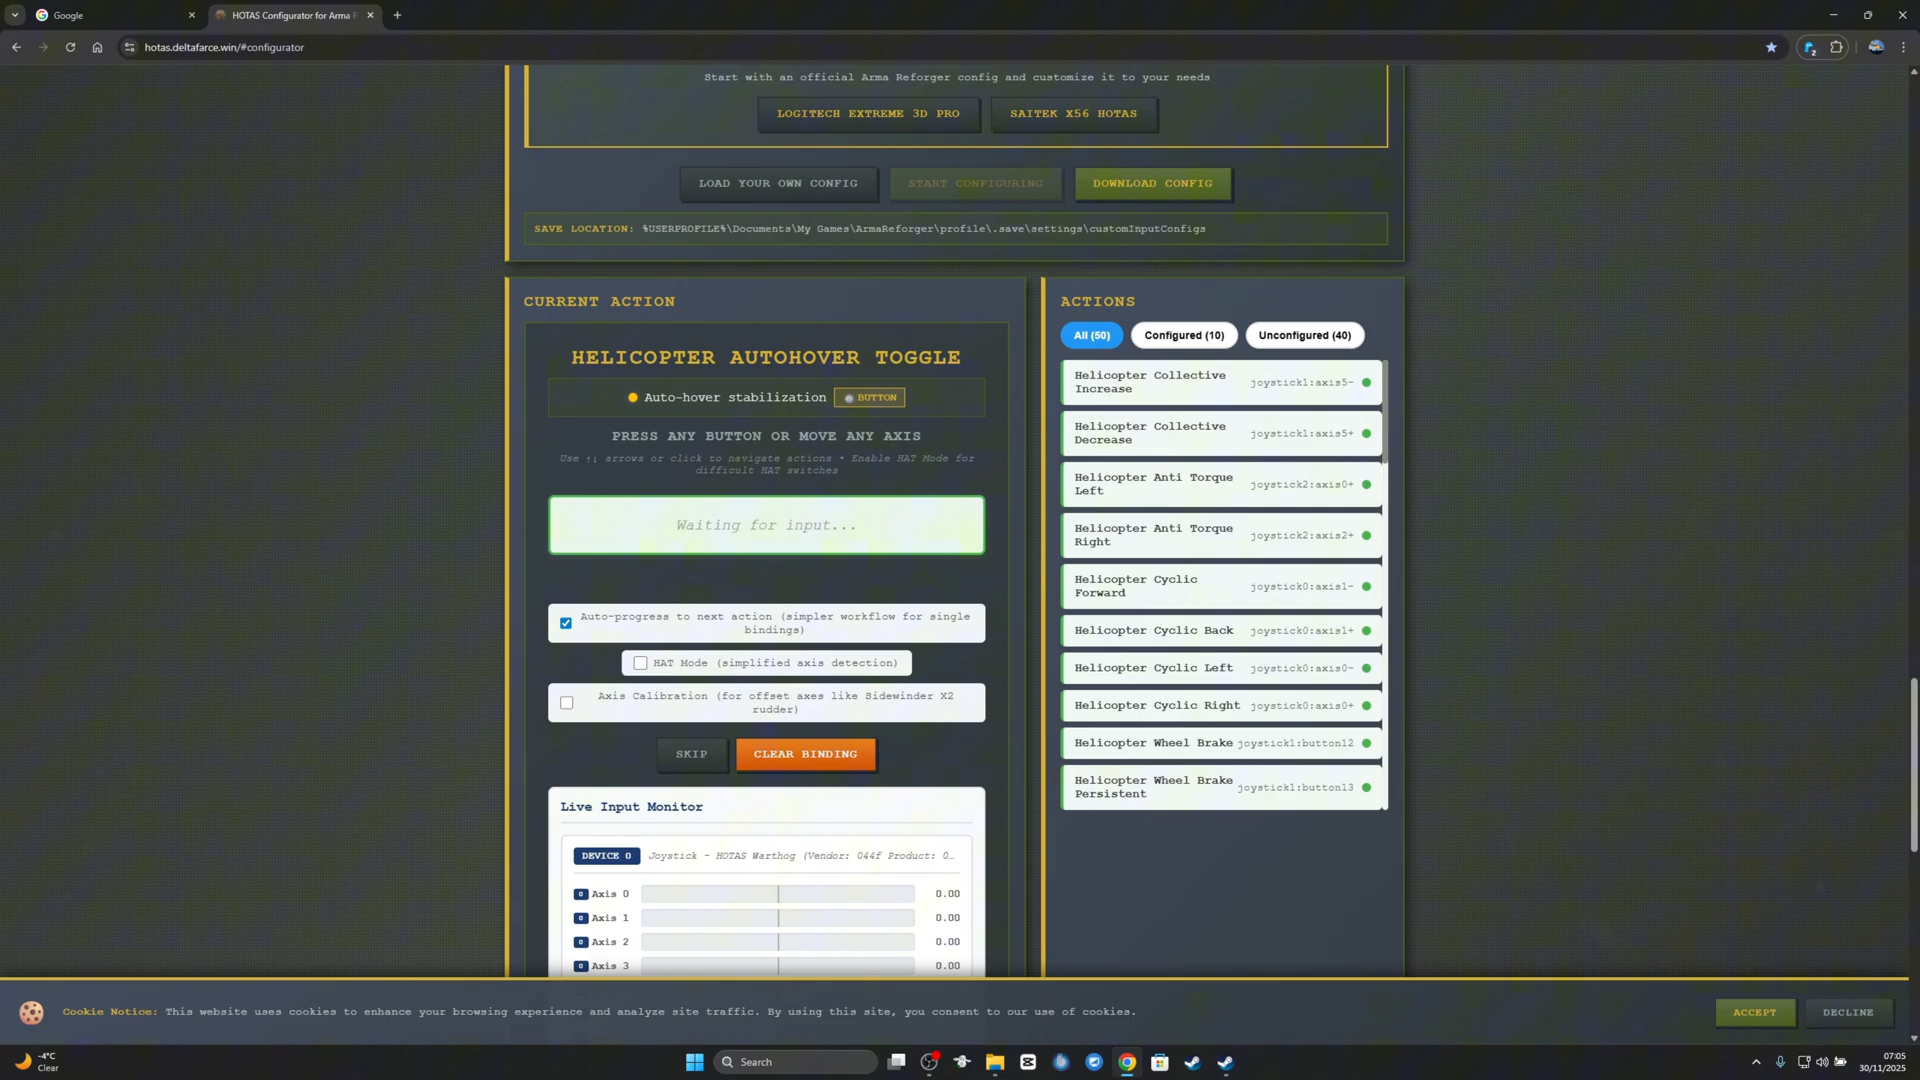 Google
HOTAS Configurator for Arma R
hotas.deltafarce.win/#configurator
Start with an official Arma Reforger config and customize it to your needs
LOGITECH EXTREME 3D PRO
SAITEK X56 HOTAS
LOAD YOUR OWN CONFIG
START CONFIGURING
DOWNLOAD CONFIG
SAVE LOCATION: %USERPROFILE%\Documents\My Games\ArmaReforger\profile\.save\settings\customInputConfigs
CURRENT ACTION
HELICOPTER AUTOHOVER TOGGLE
Auto-hover stabilization
BUTTON
PRESS ANY BUTTON OR MOVE ANY AXIS
Use ↑↓ arrows or click to navigate actions • Enable HAT Mode for
difficult HAT switches
Waiting for input...
Auto-progress to next action (simpler workflow for single
bindings)
HAT Mode (simplified axis detection)
Axis Calibration (for offset axes like Sidewinder X2
rudder)
SKIP
CLEAR BINDING
Live Input Monitor
DEVICE 0
Joystick - HOTAS Warthog (Vendor: 044f Product: 0…
0 Axis 0 0.00
0 Axis 1 0.00
0 Axis 2 0.00
0 Axis 3 0.00
ACTIONS
All (50)
Configured (10)
Unconfigured (40)
Helicopter Collective
Increase
joystick1:axis5-
Helicopter Collective
Decrease
joystick1:axis5+
Helicopter Anti Torque
Left
joystick2:axis0+
Helicopter Anti Torque
Right
joystick2:axis2+
Helicopter Cyclic
Forward
joystick0:axis1-
Helicopter Cyclic Back joystick0:axis1+
Helicopter Cyclic Left joystick0:axis0-
Helicopter Cyclic Right joystick0:axis0+
Helicopter Wheel Brake joystick1:button12
Helicopter Wheel Brake
Persistent
joystick1:button13
Cookie Notice: This website uses cookies to enhance your browsing experience and analyze site traffic. By using this site, you consent to our use of cookies.
ACCEPT
DECLINE
-4°C
Clear
Search
07:05
30/11/2025